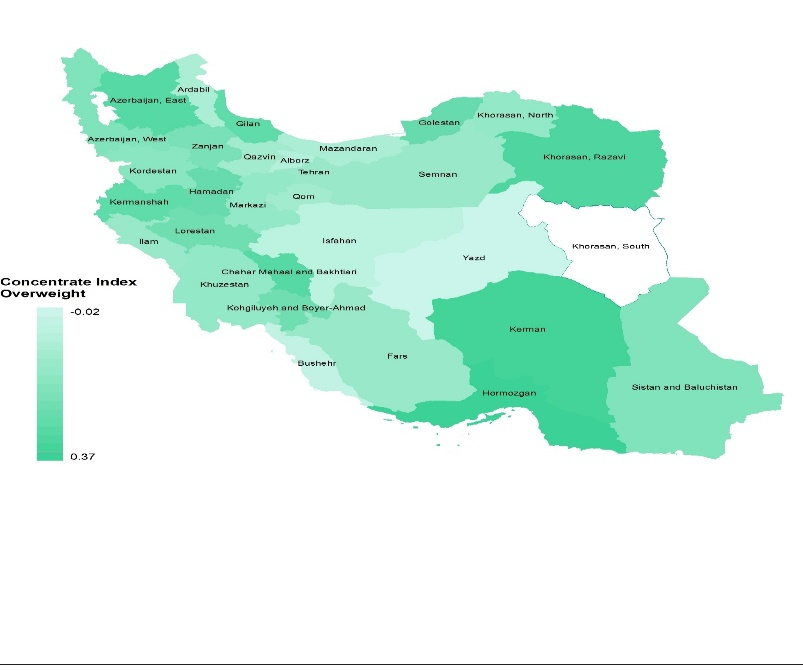 Ardabil
Azerbaijan, East
Khorasan, North
Golestan
Gilan
Azerbaijan, West
Zanjan
Mazandaran
Qazvin
Alborz
Khorasan, Razavi
Kordestan
Tehran
Semnan
Hamadan
Qom
Kermanshah
Markazi
Lorestan
Ilam
Isfahan
Khorasan, South
Yazd
Chahar Mahaal and Bakhtiari
Khuzestan
Kohgiluyeh and Boyer-Ahmad
Kerman
Fars
Bushehr
Sistan and Baluchistan
Hormozgan
Concentrate Index
Overweight
-0.02
0.37